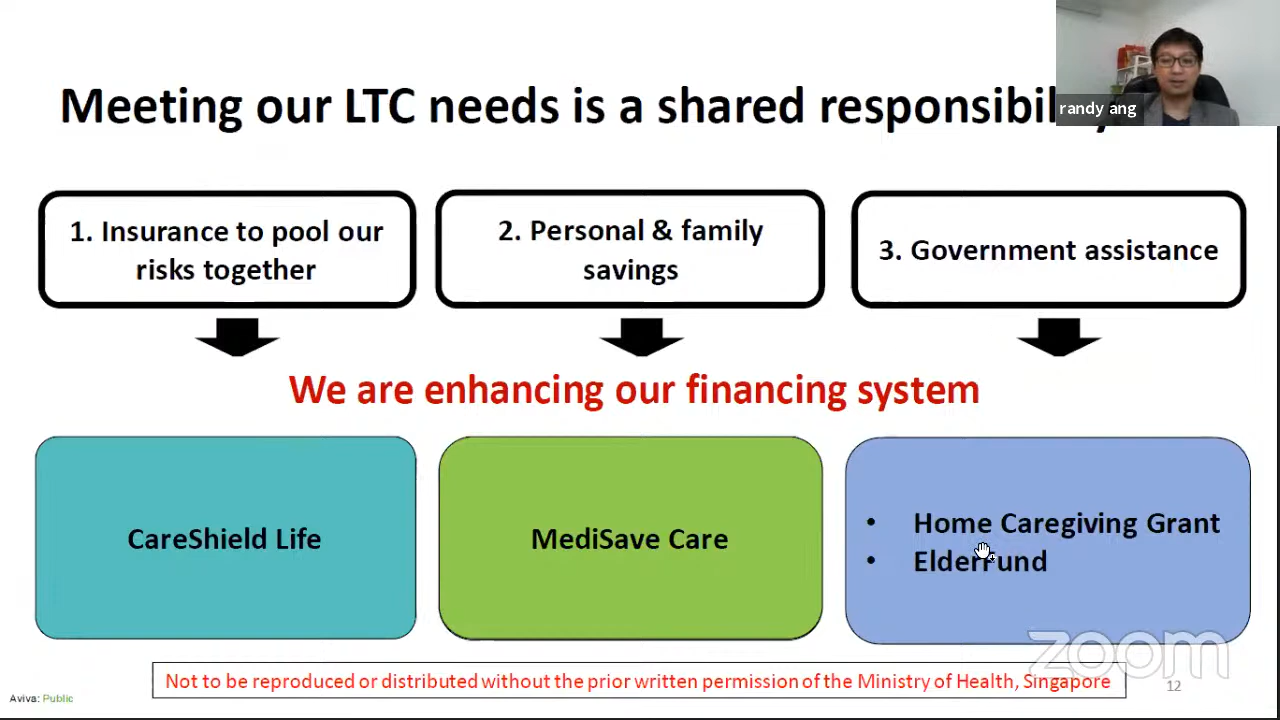 Meeting our LTC needs is a shared
randy ang
1. Insurance to pool our
risks together
2. Personal & family
savings
3. Government assistance
We are enhancing our financing system
CareShield Life
MediSave Care
• Home Caregiving Grant
• ElderFund
zoom
Not to be reproduced or distributed without the prior written permission of the Ministry of Health, Singapore
Aviva: Public
12